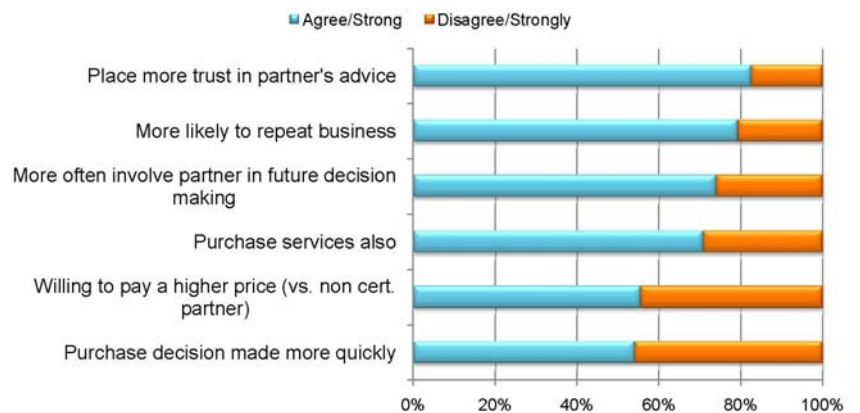 Agree/Strong Disagree/Strongly
Place more trust in partner's advice
More likely to repeat business
More often involve partner in future decision
making
Purchase services also
Willing to pay a higher price (vs. non cert.
partner)
Purchase decision made more quickly
0% 20% 40% 60% 80% 100%